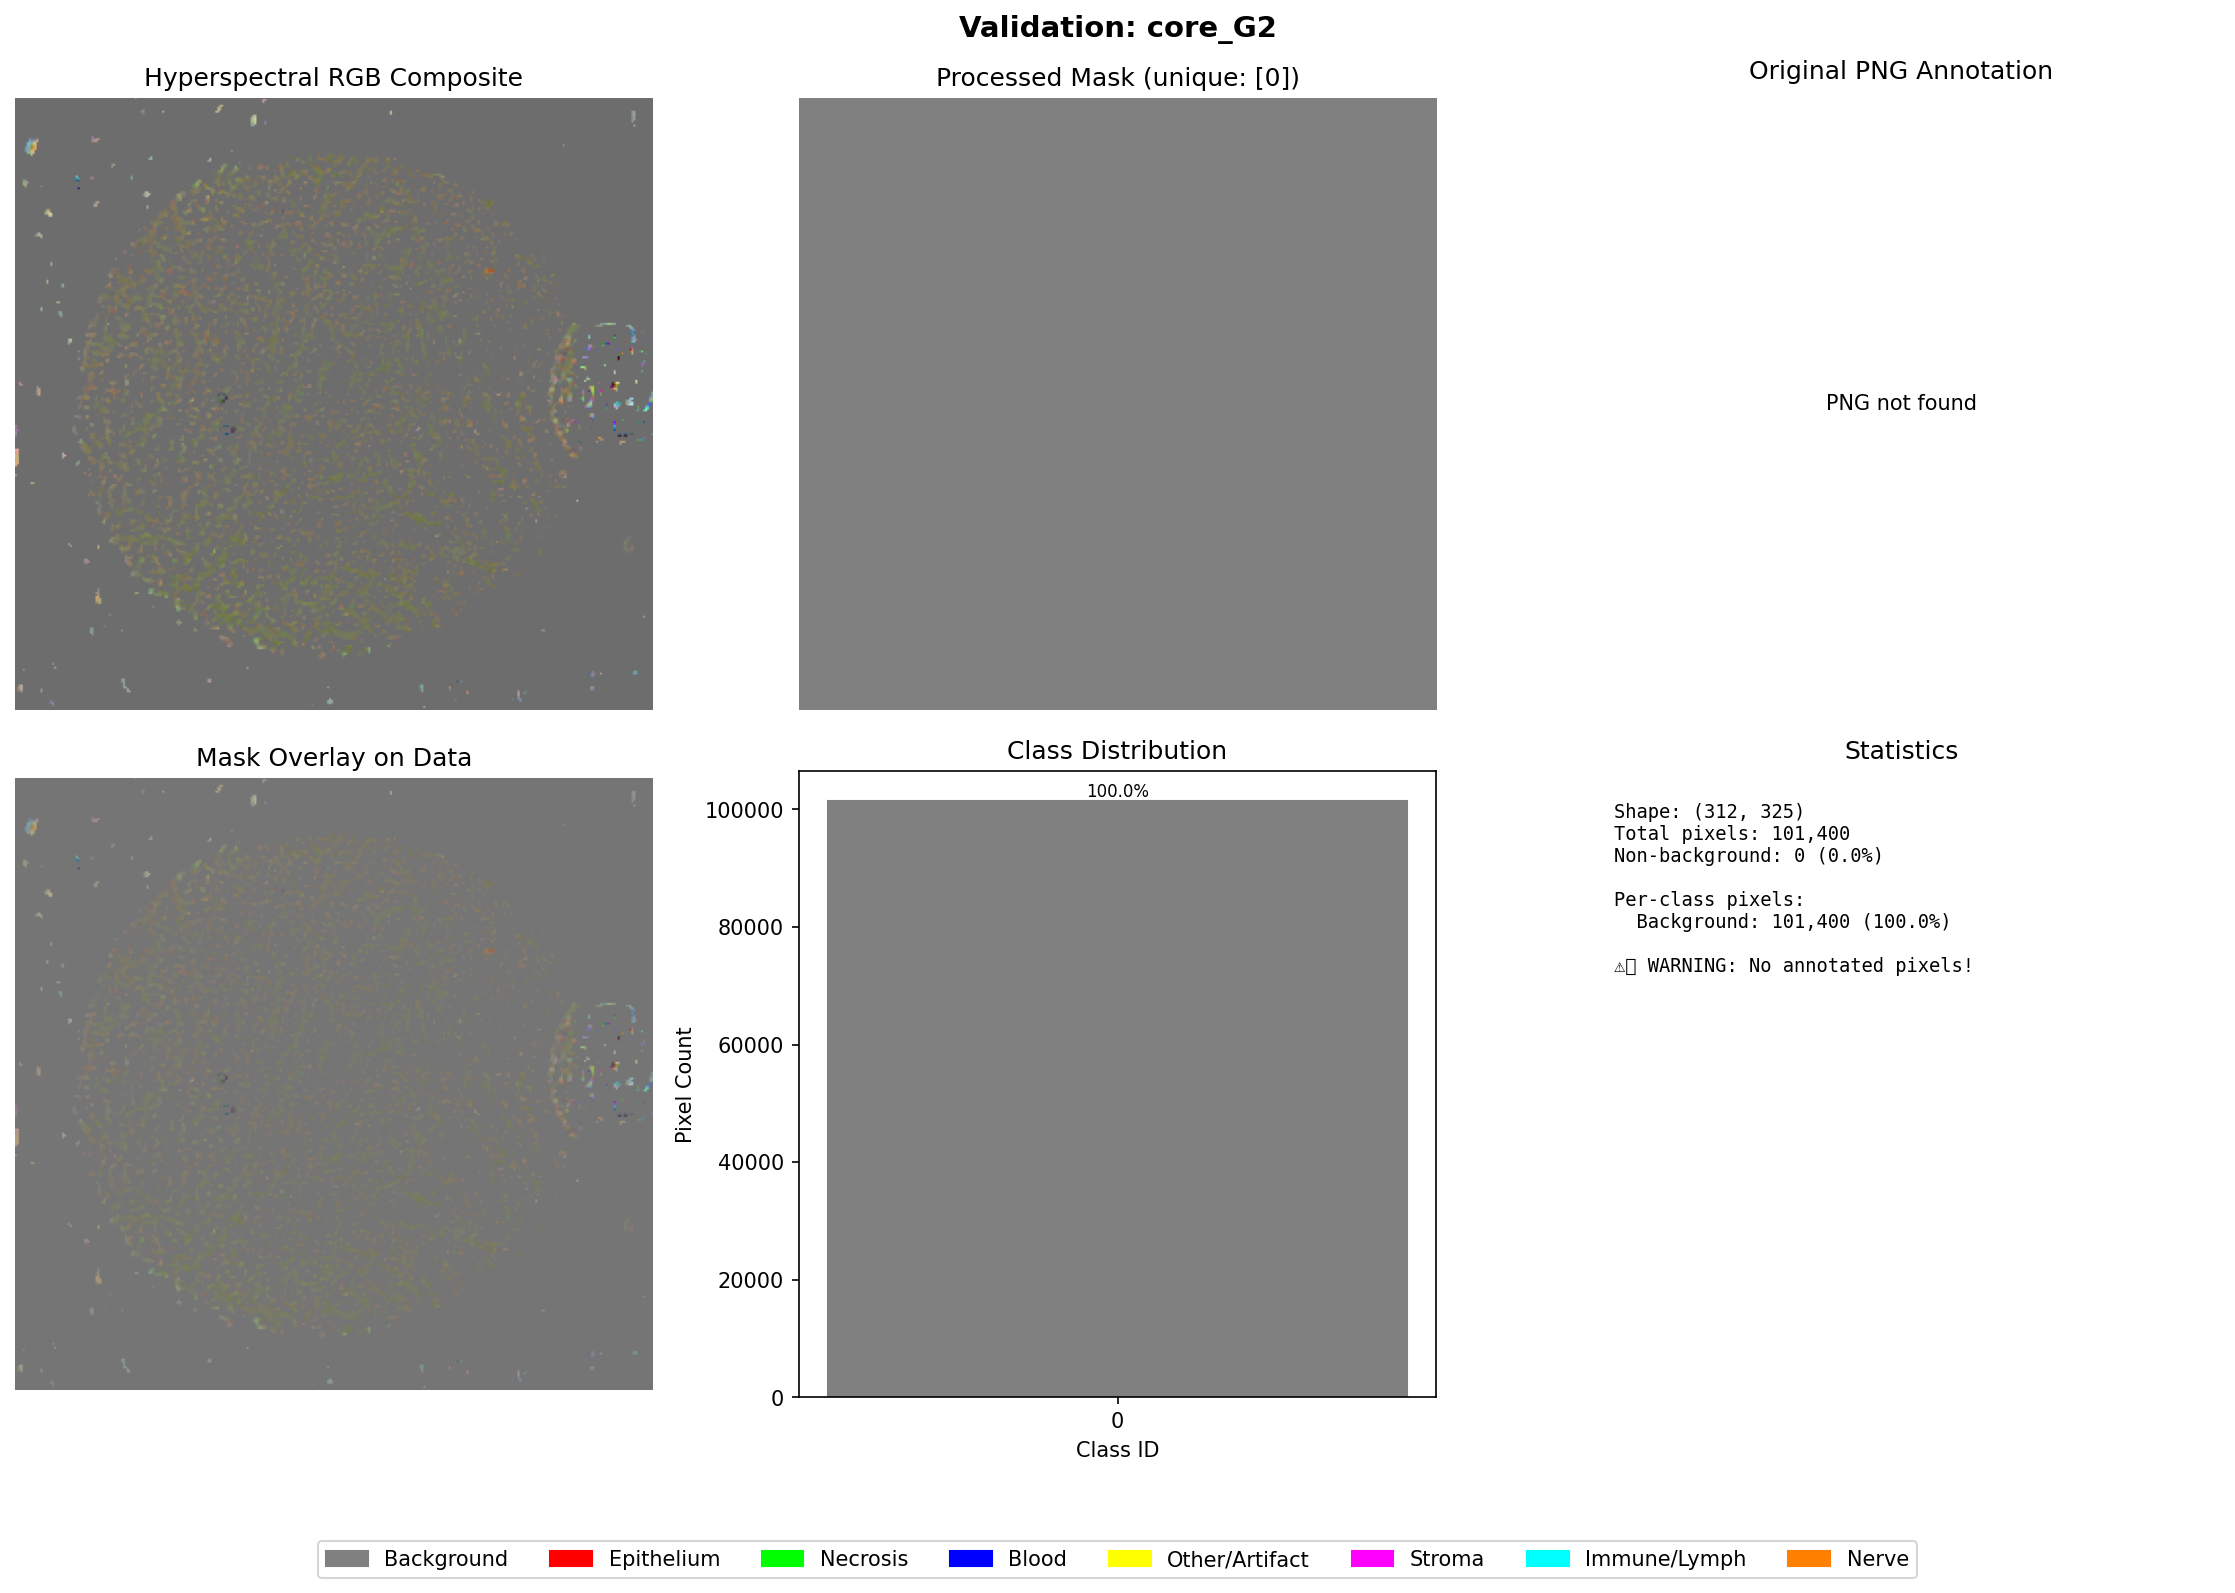 Validation: core_G2
Hyperspectral RGB Composite
Processed Mask (unique: [0])
Original PNG Annotation
PNG not found
Mask Overlay on Data
Class Distribution
100.0%
100000
80000
60000
40000
20000
0
Pixel Count
0
Class ID
Statistics
Shape: (312, 325)
Total pixels: 101,400
Non-background: 0 (0.0%)
Per-class pixels:
Background: 101,400 (100.0%)
⚠ WARNING: No annotated pixels!
Background Epithelium Necrosis Blood Other/Artifact Stroma Immune/Lymph Nerve